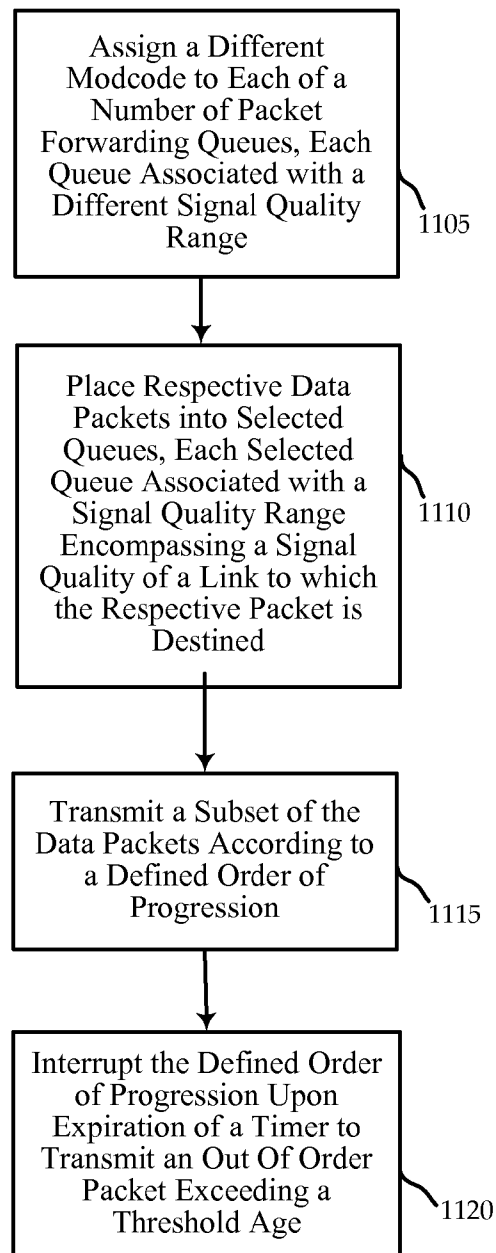 Assign a Different
Modcode to Each of a
Number of Packet
Forwarding Queues, Each
Queue Associated with a
Different Signal Quality
Range
1105
Place Respective Data
Packets into Selected
Queues, Each Selected
Queue Associated with a
Signal Quality Range
Encompassing a Signal
Quality of a Link to which
the Respective Packet is
Destined
1110
Transmit a Subset of the
Data Packets According to
a Defined Order of
Progression
1115
Interrupt the Defined Order
of Progression Upon
Expiration of a Timer to
Transmit an Out Of Order
Packet Exceeding a
Threshold Age
1120